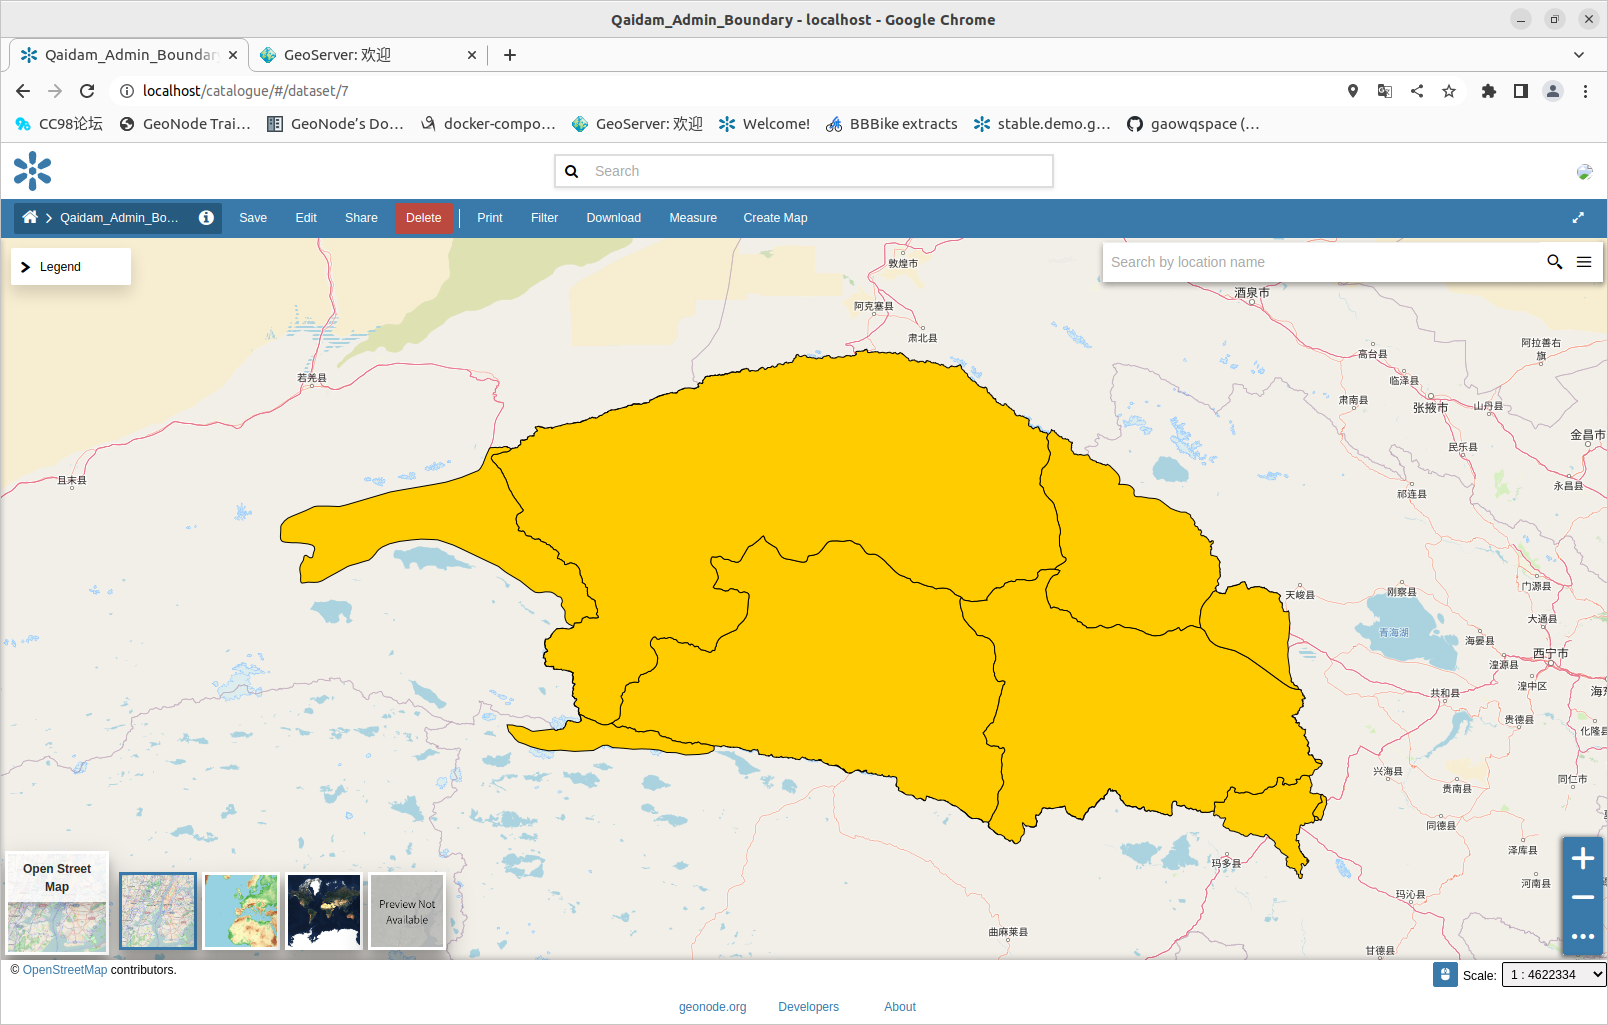 Qaidam_Admin_Boundary - localhost - Google Chrome
Qaidam_Admin_Boundary
GeoServer: 欢迎
localhost/catalogue/#/dataset/7
CC98论坛
GeoNode Trai…
GeoNode’s Do…
docker-compo…
GeoServer: 欢迎
Welcome!
BBBike extracts
stable.demo.g…
gaowqspace (…
Search
Qaidam_Admin_Bo…
Save
Edit
Share
Delete
Print
Filter
Download
Measure
Create Map
Legend
Search by location name
敦煌市
酒泉市
阿克塞县
肃北县
高台县
阿拉善右
旗
若羌县
临泽县
肃南县
张掖市
山丹县
金昌市
民乐县
且末县
永昌县
祁连县
门源县
天峻县
刚察县
大通县
青海湖
海晏县
西宁市
湟源县
湟中区
共和县
海东
贵德县
化隆县
兴海县
同仁市
贵南县
同德县
泽库县
玛多县
河南县
玛沁县
曲麻莱县
甘德县
Open Street
Map
Preview Not
Available
© OpenStreetMap contributors.
Scale:
1 : 4622334
geonode.org
Developers
About